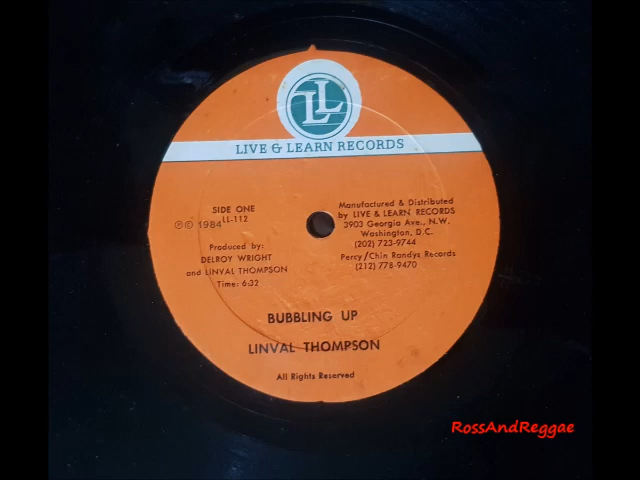 LL
LIVE & LEARN RECORDS
SIDE ONE
LL-112
℗ © 1984
Produced by:
DELROY WRIGHT
and LINVAL THOMPSON
Time: 6:32
Manufactured & Distributed
by LIVE & LEARN RECORDS
3903 Georgia Ave., N.W.
Washington, D.C.
(202) 723-9744
Percy/Chin Randys Records
(212) 778-9470
BUBBLING UP
LINVAL THOMPSON
All Rights Reserved
RossAndReggae